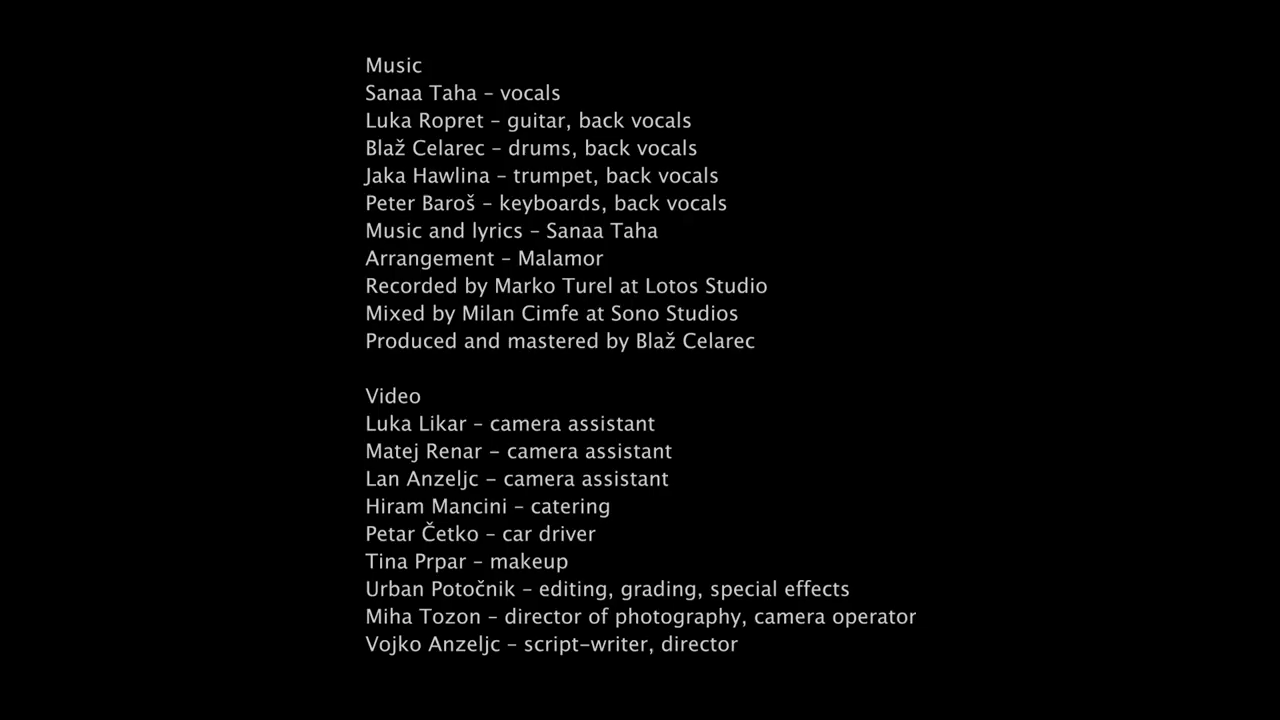 Music
Sanaa Taha – vocals
Luka Ropret – guitar, back vocals
Blaž Celarec – drums, back vocals
Jaka Hawlina – trumpet, back vocals
Peter Baroš – keyboards, back vocals
Music and lyrics – Sanaa Taha
Arrangement – Malamor
Recorded by Marko Turel at Lotos Studio
Mixed by Milan Cimfe at Sono Studios
Produced and mastered by Blaž Celarec
Video
Luka Likar – camera assistant
Matej Renar – camera assistant
Lan Anzeljc – camera assistant
Hiram Mancini – catering
Petar Četko – car driver
Tina Prpar – makeup
Urban Potočnik – editing, grading, special effects
Miha Tozon – director of photography, camera operator
Vojko Anzeljc – script-writer, director